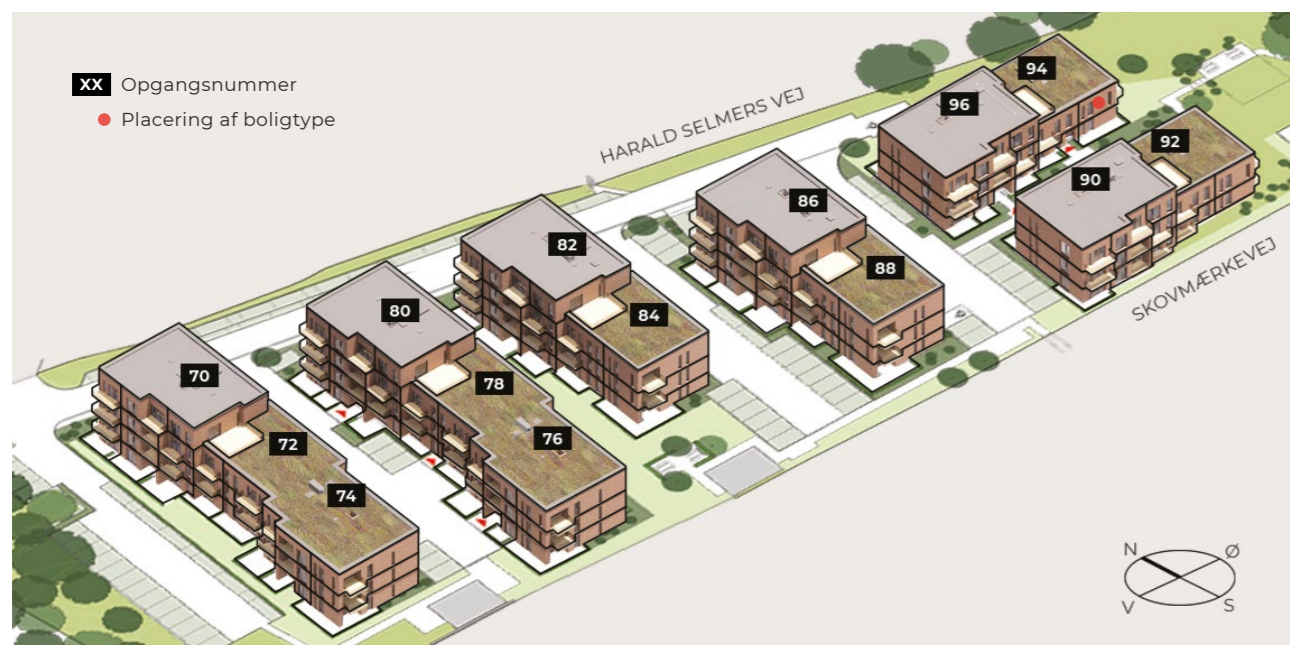 XX Opgangsnummer
Placering af boligtype
HARALD SELMERS VEJ
94
96
92
90
86
82
88
84
80
78
76
70
72
74
SKOVMÆRKEVEJ
N
Ø
V
S